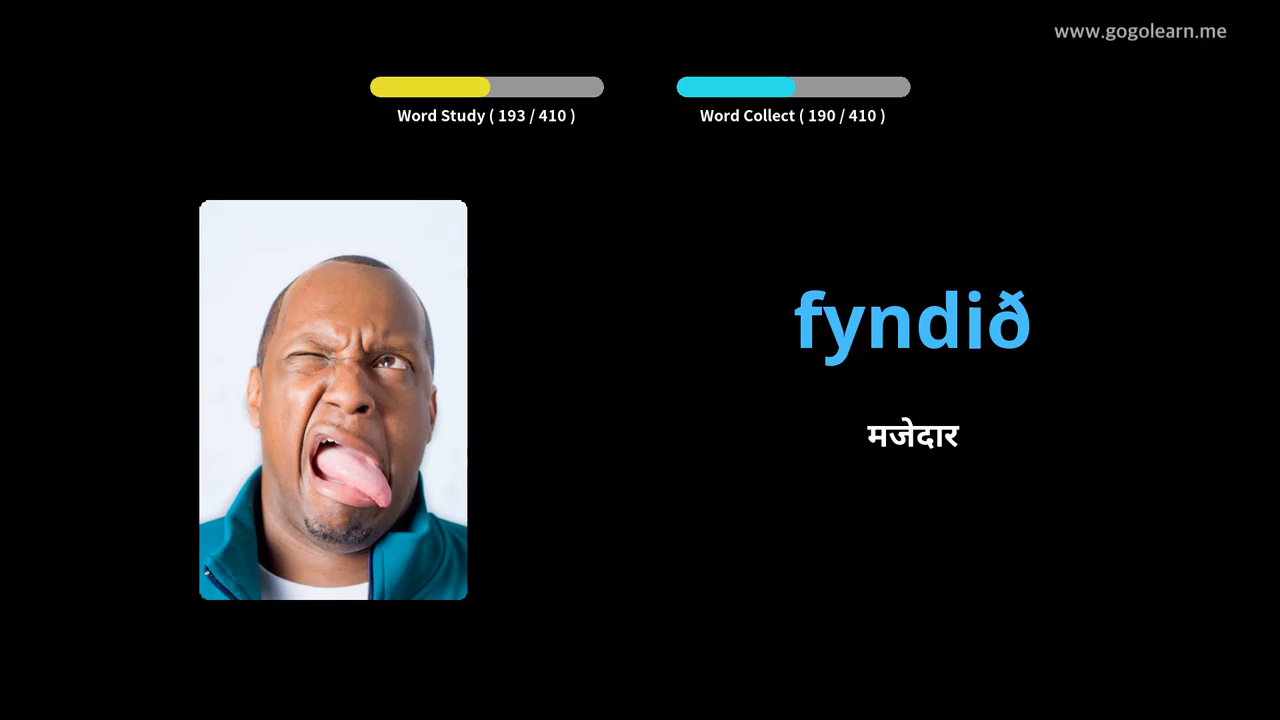 www.gogolearn.me
Word Study ( 193 / 410 )
Word Collect ( 190 / 410 )
fyndið
मजेदार